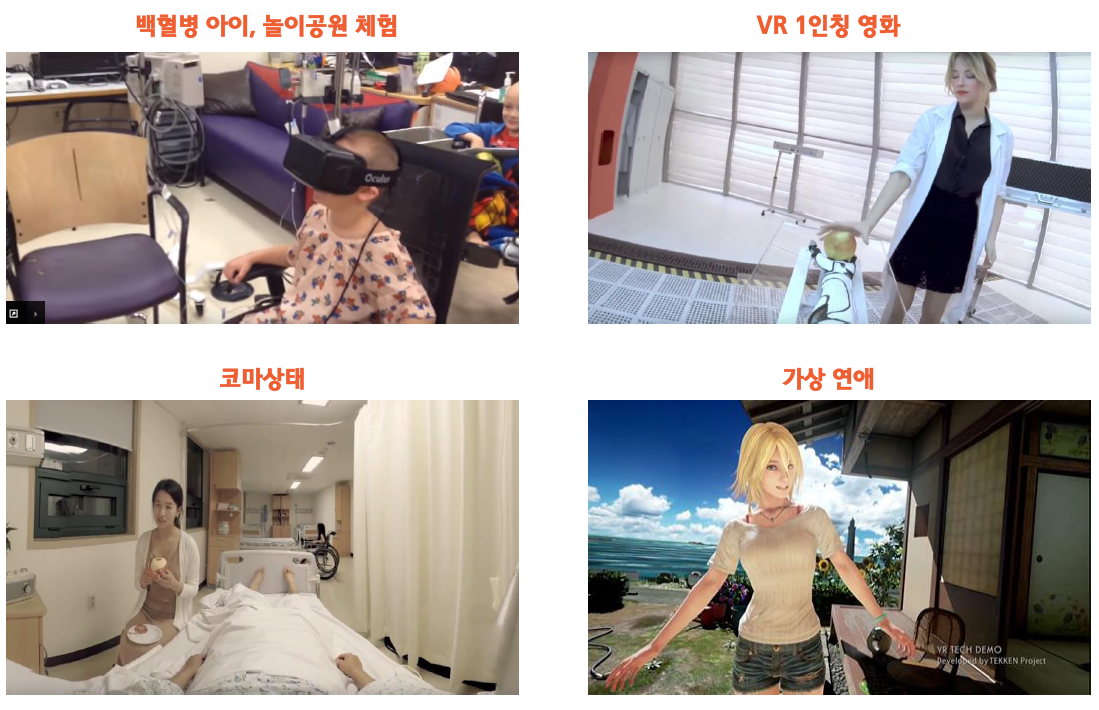 백혈병 아이, 놀이공원 체험
VR 1인칭 영화
Oculus
코마상태
가상 연애
VR TECH DEMO
Developed by TEKKEN Project